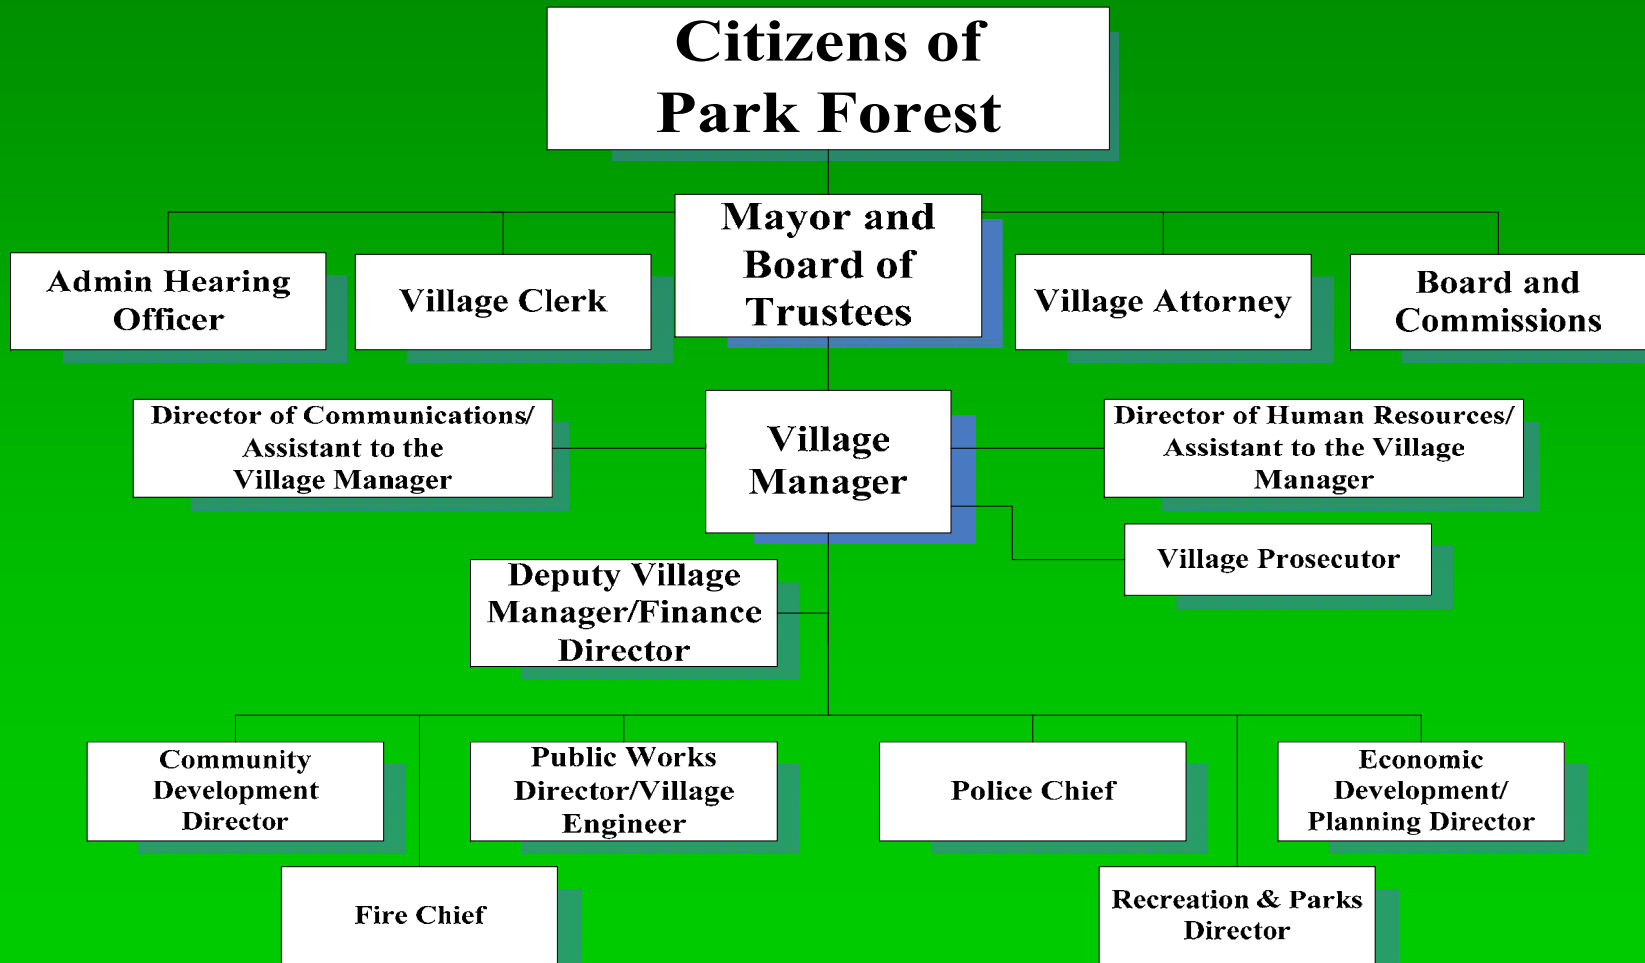 Citizens of
Park Forest
Mayor and
Board of
Trustees
Admin Hearing
Officer
Village Clerk
Village Attorney
Board and
Commissions
Director of Communications/
Assistant to the
Village Manager
Village
Manager
Director of Human Resources/
Assistant to the Village
Manager
Village Prosecutor
Deputy Village
Manager/Finance
Director
Community
Development
Director
Public Works
Director/Village
Engineer
Police Chief
Economic
Development/
Planning Director
Fire Chief
Recreation & Parks
Director